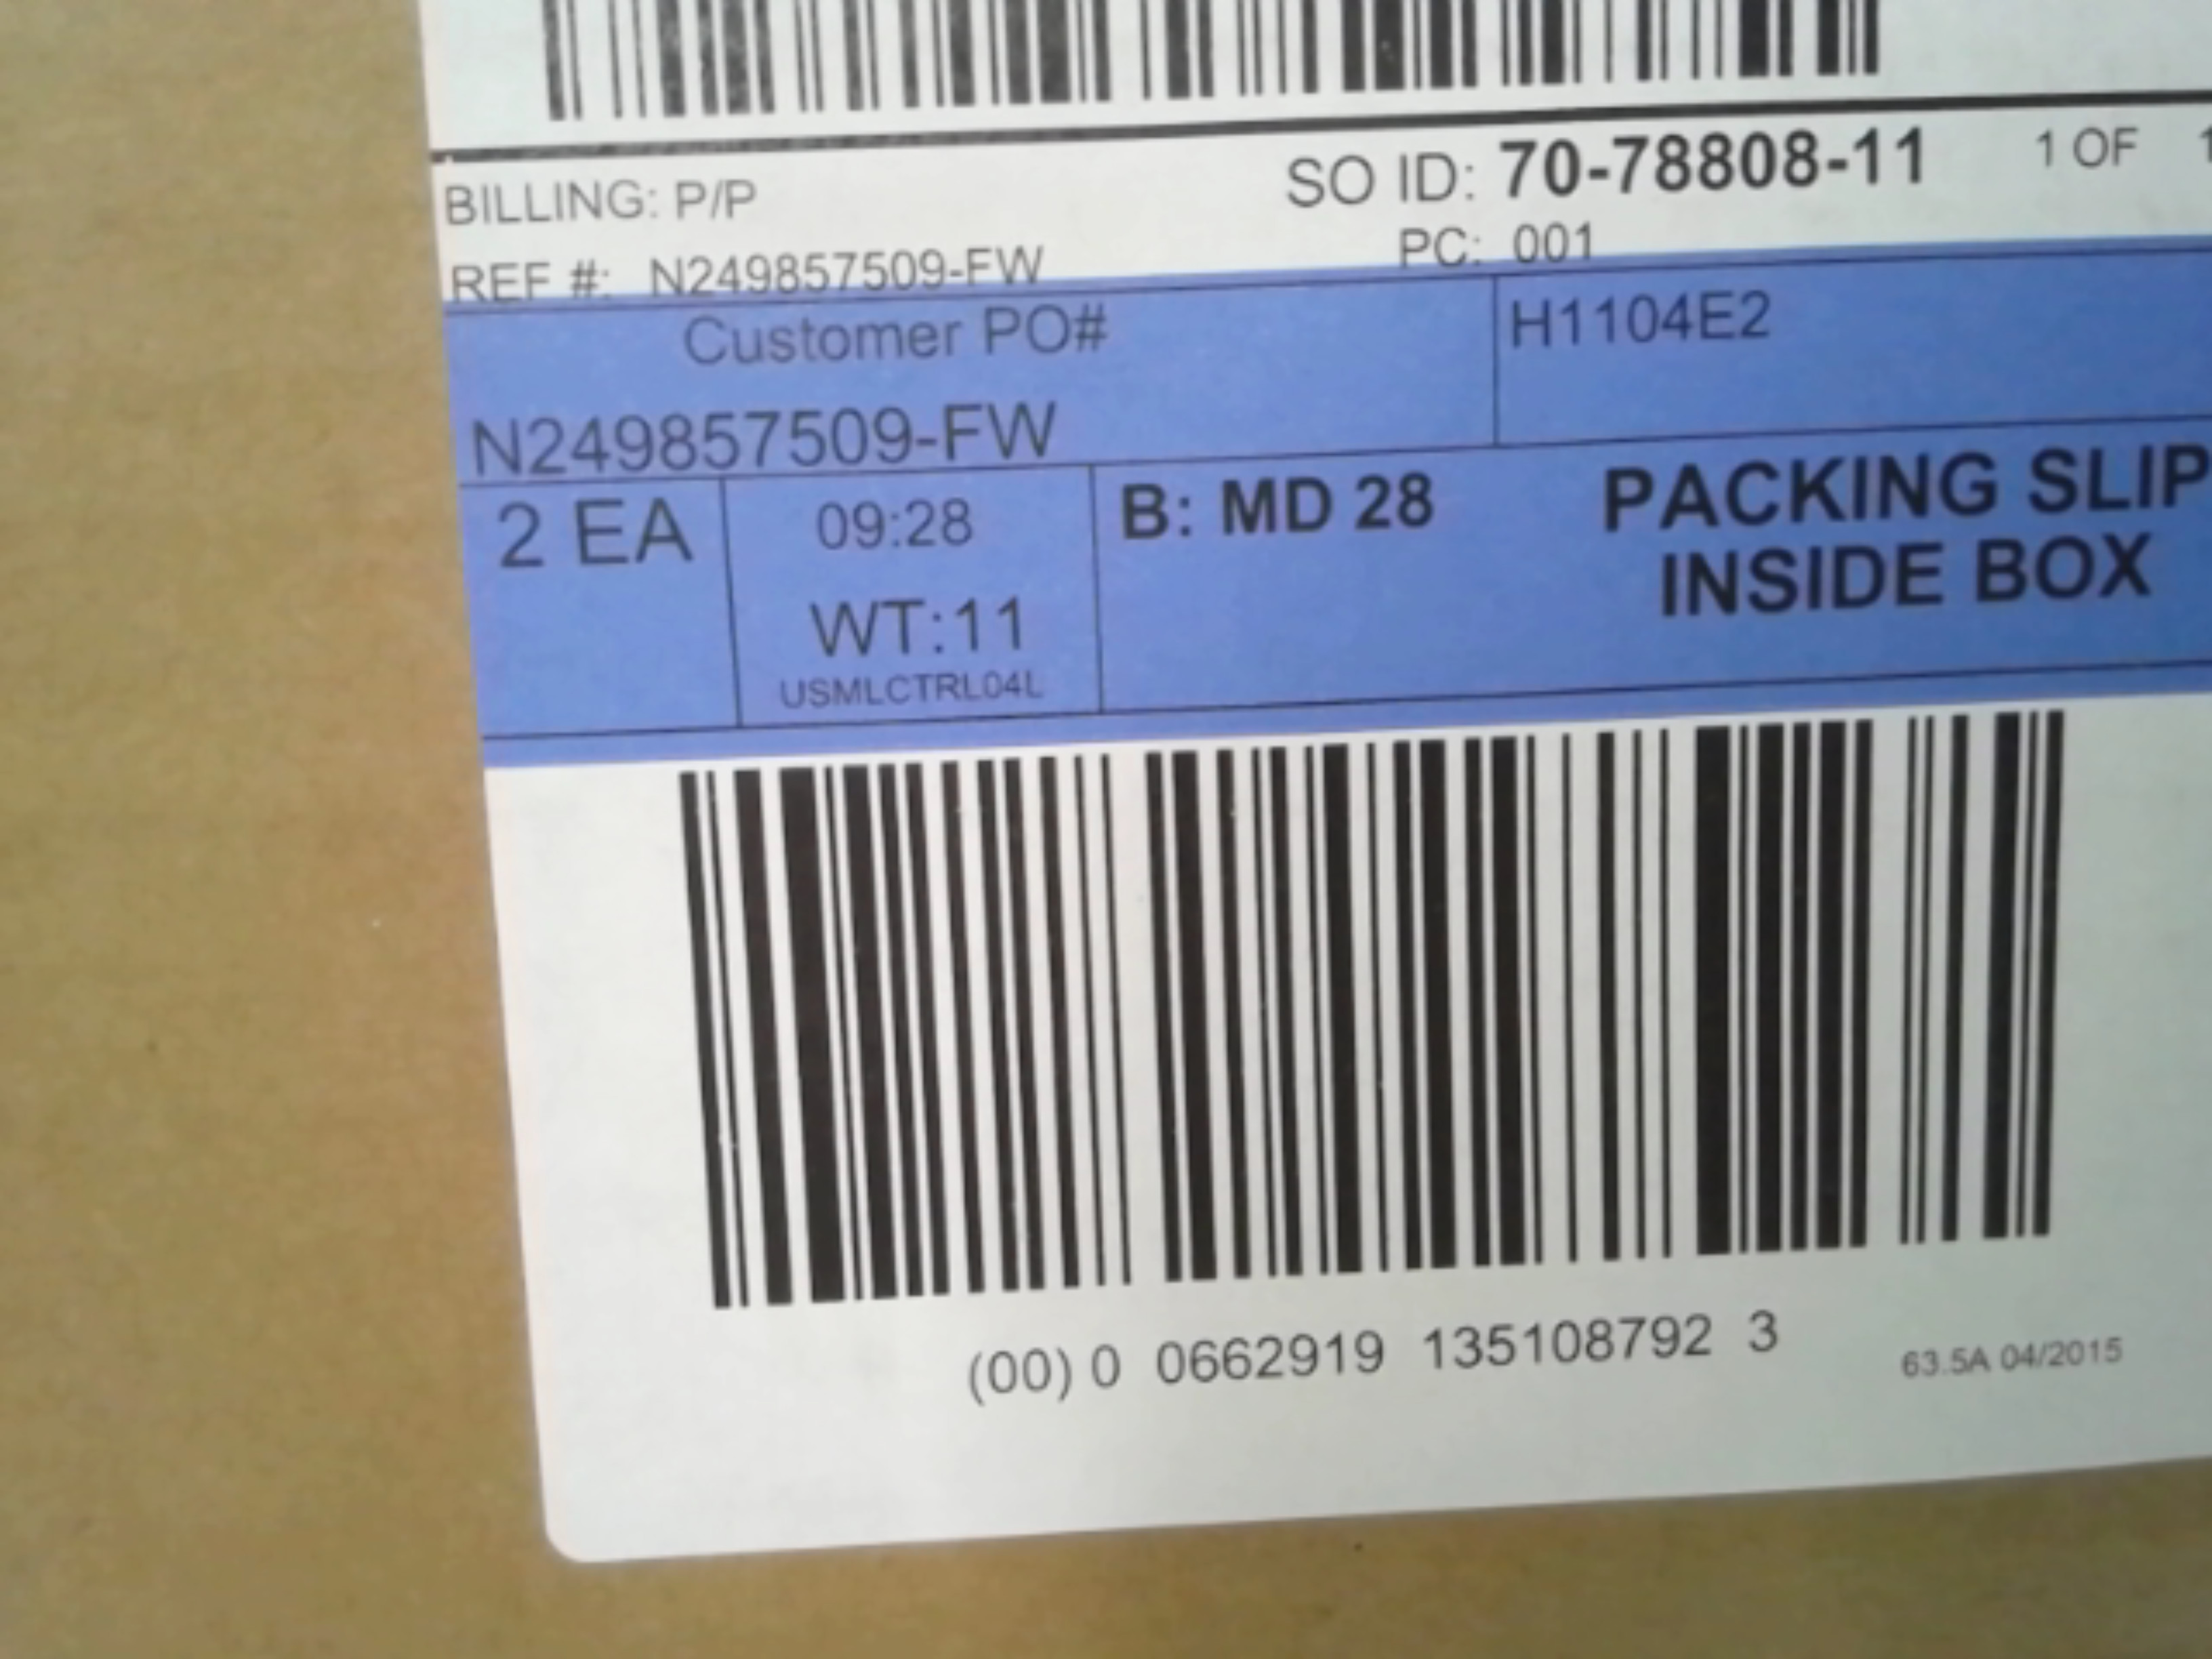 BILLING: P/P
SO ID: 70-78808-11 1 OF 1
REF #: N249857509-FW
PC: 001
Customer PO#
H1104E2
N249857509-FW
2 EA
09:28
WT:11
USMLCTRL04L
B: MD 28
PACKING SLIP
INSIDE BOX
(00) 0 0662919 135108792 3
63.5A 04/2015